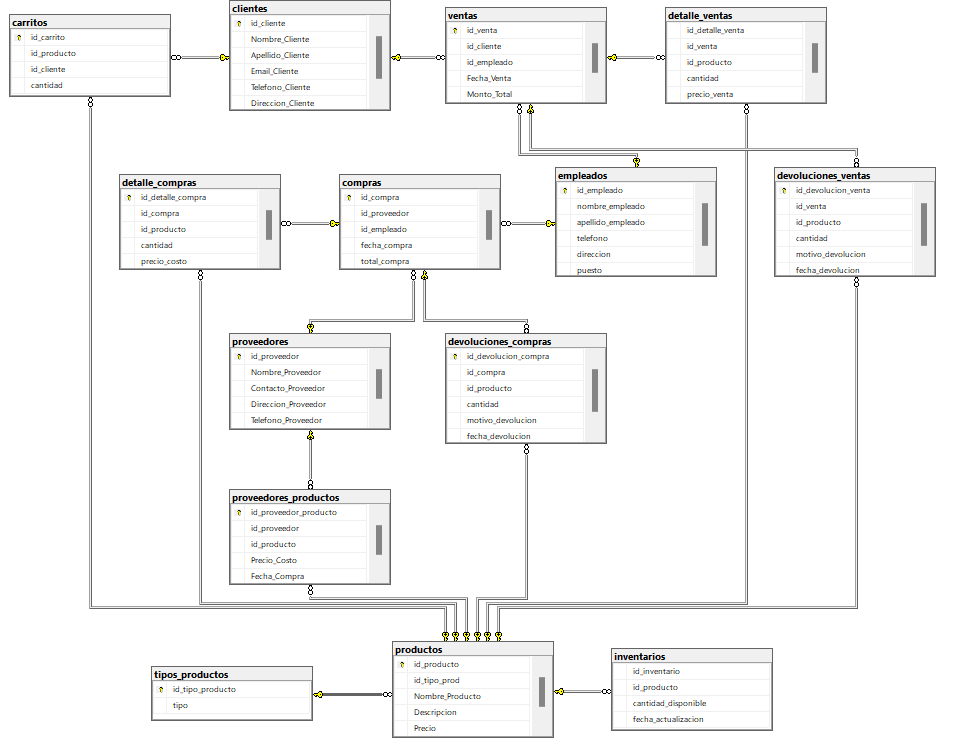 carritos
id_carrito
id_producto
id_cliente
cantidad
clientes
id_cliente
Nombre_Cliente
Apellido_Cliente
Email_Cliente
Telefono_Cliente
Direccion_Cliente
ventas
id_venta
id_cliente
id_empleado
Fecha_Venta
Monto_Total
detalle_ventas
id_detalle_venta
id_venta
id_producto
cantidad
precio_venta
detalle_compras
id_detalle_compra
id_compra
id_producto
cantidad
precio_costo
compras
id_compra
id_proveedor
id_empleado
fecha_compra
total_compra
empleados
id_empleado
nombre_empleado
apellido_empleado
telefono
direccion
puesto
devoluciones_ventas
id_devolucion_venta
id_venta
id_producto
cantidad
motivo_devolucion
fecha_devolucion
proveedores
id_proveedor
Nombre_Proveedor
Contacto_Proveedor
Direccion_Proveedor
Telefono_Proveedor
devoluciones_compras
id_devolucion_compra
id_compra
id_producto
cantidad
motivo_devolucion
fecha_devolucion
proveedores_productos
id_proveedor_producto
id_proveedor
id_producto
Precio_Costo
Fecha_Compra
tipos_productos
id_tipo_producto
tipo
productos
id_producto
id_tipo_prod
Nombre_Producto
Descripcion
Precio
inventarios
id_inventario
id_producto
cantidad_disponible
fecha_actualizacion